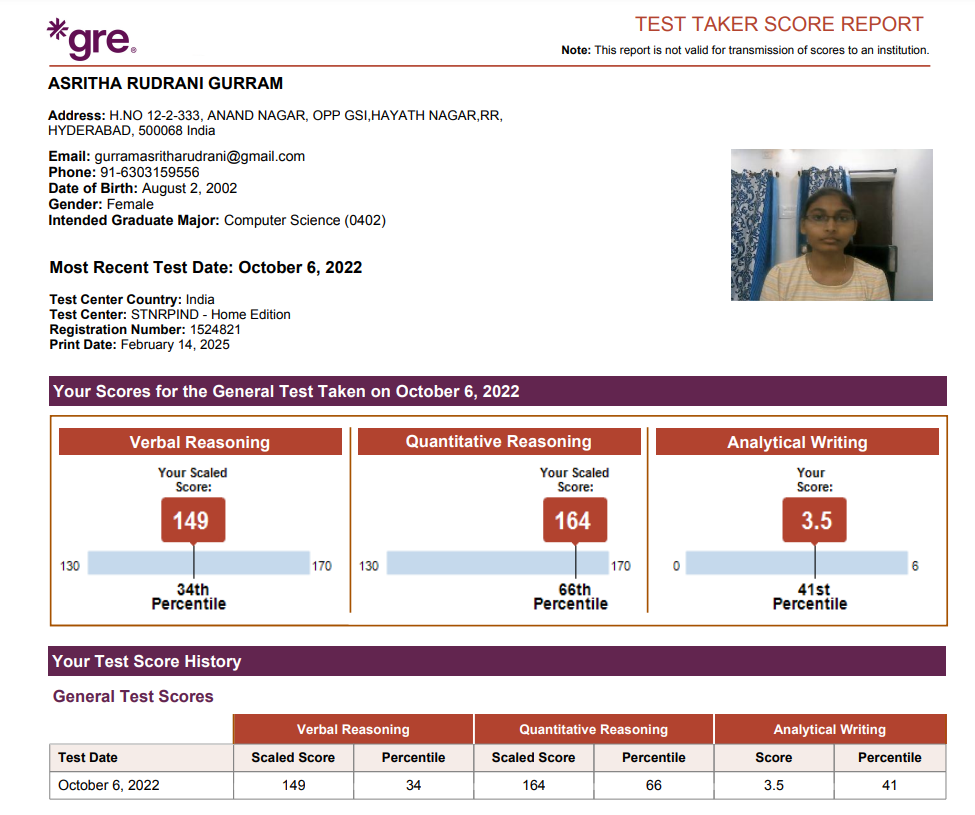 *gre®
TEST TAKER SCORE REPORT
Note: This report is not valid for transmission of scores to an institution.
ASRITHA RUDRANI GURRAM
Address: H.NO 12-2-333, ANAND NAGAR, OPP GSI,HAYATH NAGAR,RR,
HYDERABAD, 500068 India
Email: gurramasritharudrani@gmail.com
Phone: 91-6303159556
Date of Birth: August 2, 2002
Gender: Female
Intended Graduate Major: Computer Science (0402)
Most Recent Test Date: October 6, 2022
Test Center Country: India
Test Center: STNRPIND - Home Edition
Registration Number: 1524821
Print Date: February 14, 2025
Your Scores for the General Test Taken on October 6, 2022
Verbal Reasoning
Your Scaled
Score:
149
130 170
34th
Percentile
Quantitative Reasoning
Your Scaled
Score:
164
130 170
66th
Percentile
Analytical Writing
Your
Score:
3.5
0 6
41st
Percentile
Your Test Score History
General Test Scores
Verbal Reasoning Quantitative Reasoning Analytical Writing
Test Date Scaled Score Percentile Scaled Score Percentile Score Percentile
October 6, 2022 149 34 164 66 3.5 41